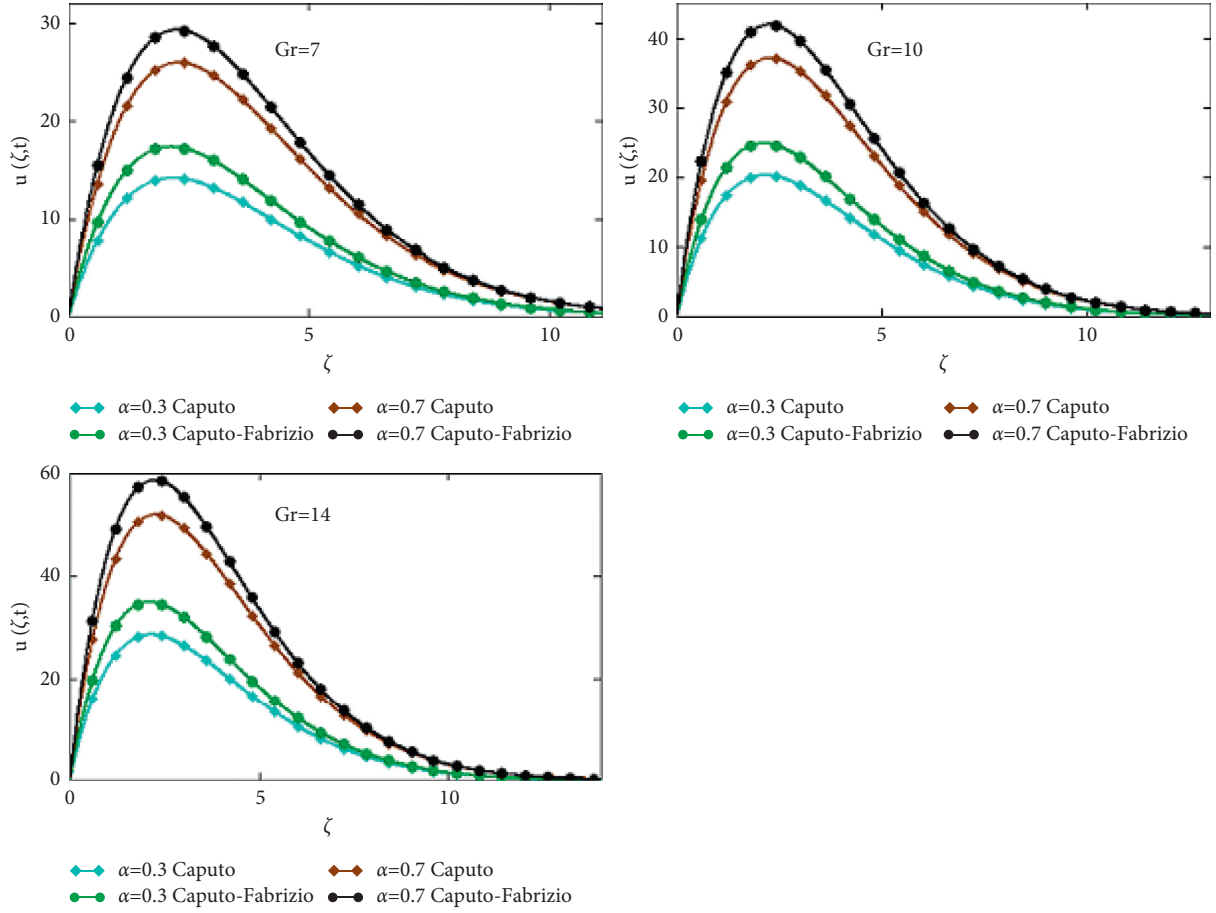 30
20
10
0
u (ζ,t)
Gr=7
0
5
10
ζ
α=0.3 Caputo
α=0.7 Caputo
α=0.3 Caputo-Fabrizio
α=0.7 Caputo-Fabrizio
40
30
20
10
0
u (ζ,t)
Gr=10
0
5
10
ζ
α=0.3 Caputo
α=0.7 Caputo
α=0.3 Caputo-Fabrizio
α=0.7 Caputo-Fabrizio
60
40
20
0
u (ζ,t)
Gr=14
0
5
10
ζ
α=0.3 Caputo
α=0.7 Caputo
α=0.3 Caputo-Fabrizio
α=0.7 Caputo-Fabrizio